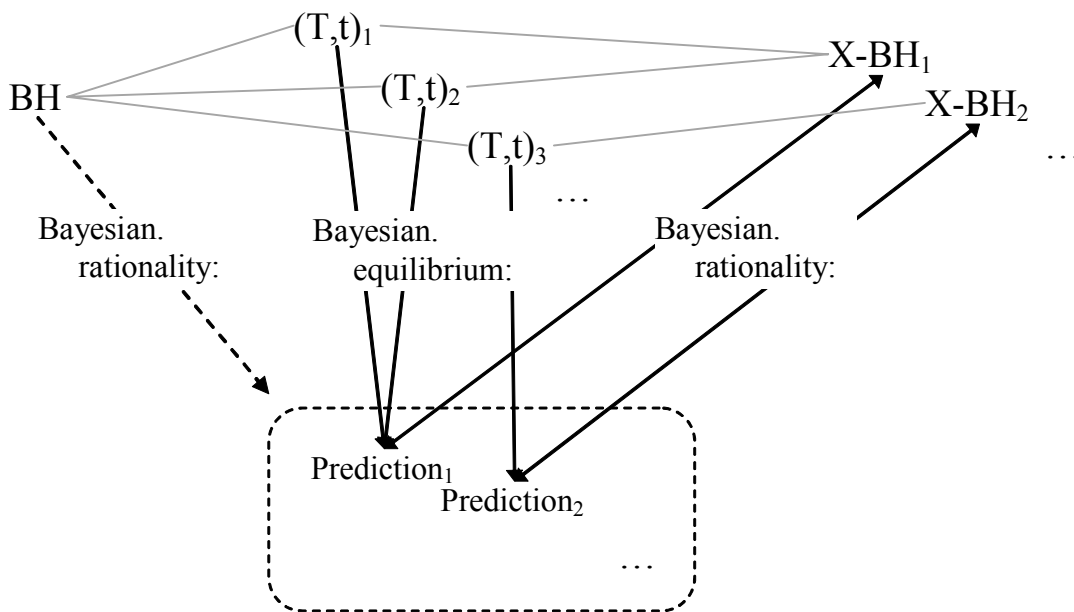 (T,t)₁
X-BH₁
BH
(T,t)₂
X-BH₂
(T,t)₃
…
…
Bayesian.
rationality:
Bayesian.
equilibrium:
Bayesian.
rationality:
Prediction₁
Prediction₂
…